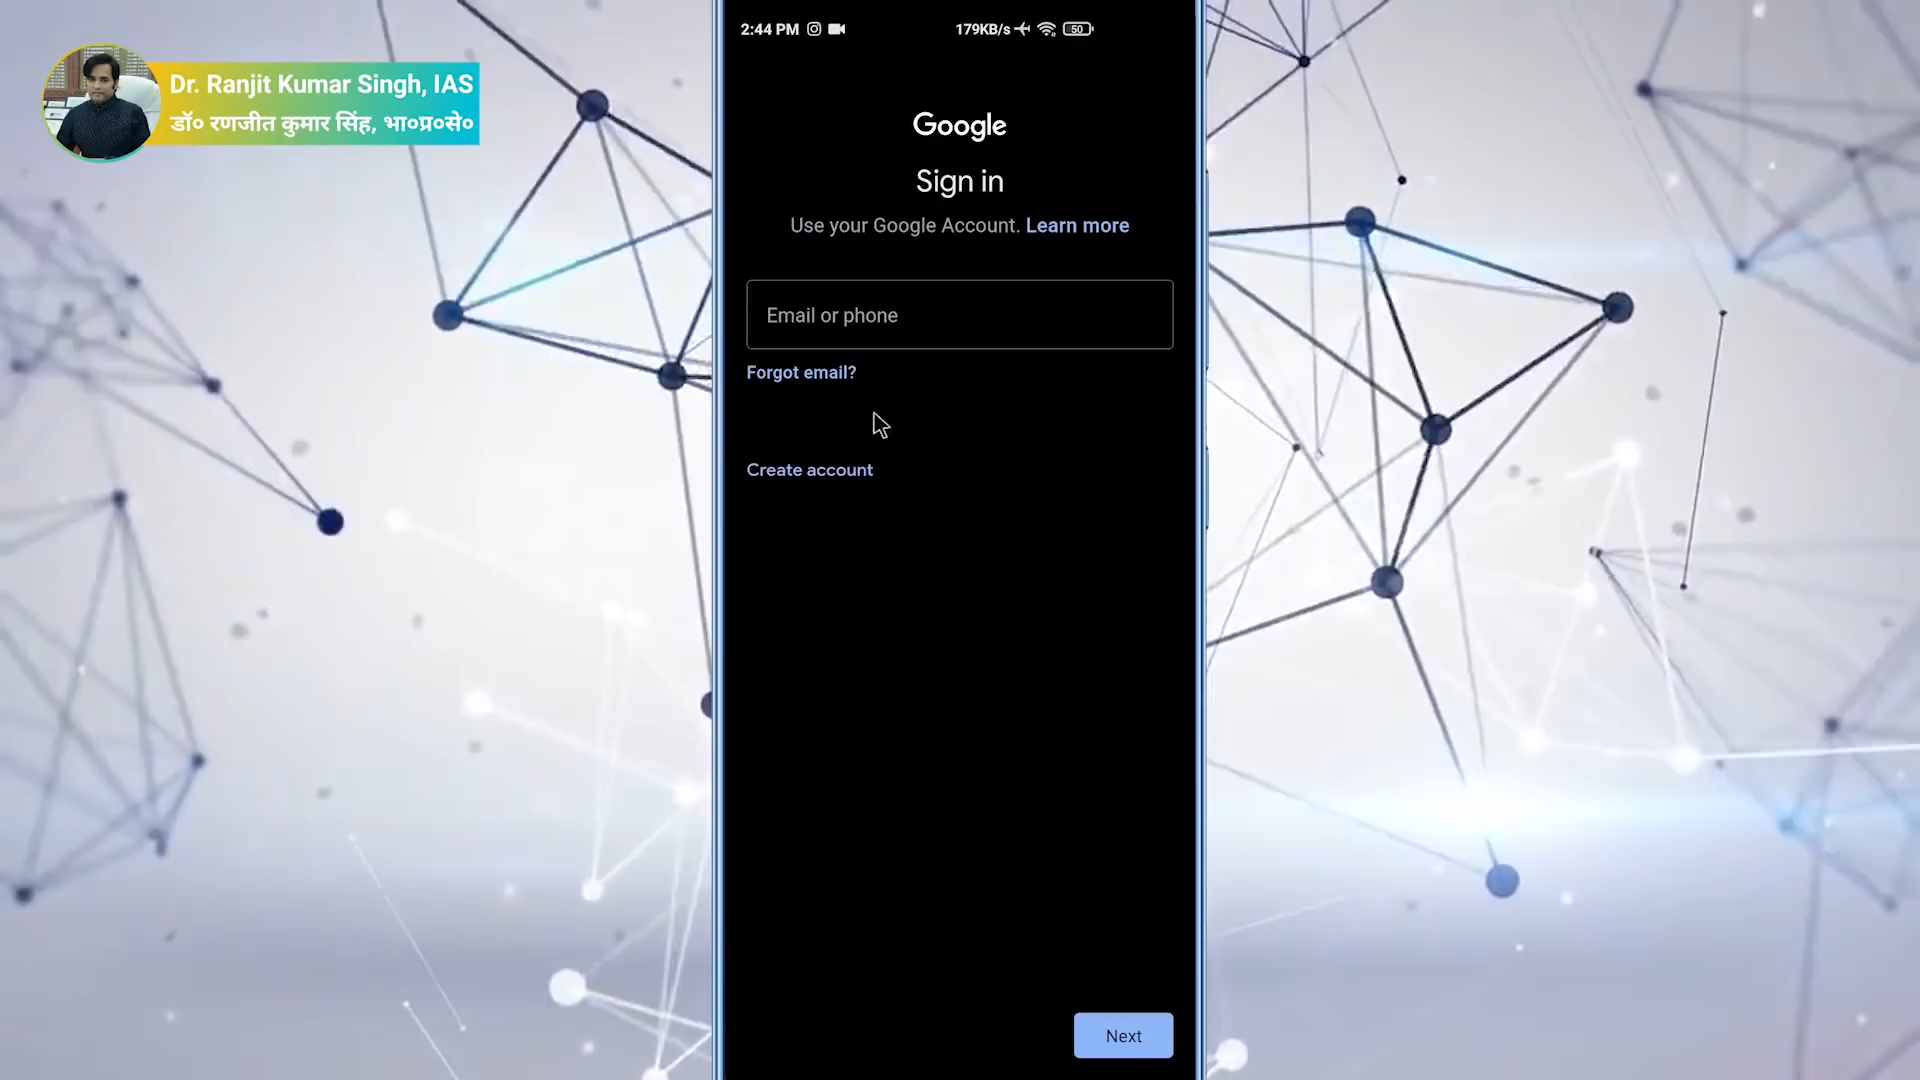 Dr. Ranjit Kumar Singh, IAS
डॉ० रणजीत कुमार सिंह, भा०प्र०से०
2:44 PM 179KB/s 50
Google
Sign in
Use your Google Account. Learn more
Email or phone
Forgot email?
Create account
Next